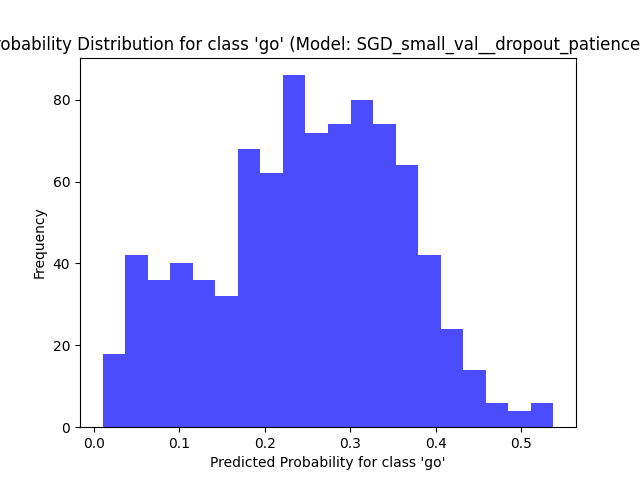 robability Distribution for class 'go' (Model: SGD_small_val__dropout_patience
80
60
40
20
0
Frequency
0.0 0.1 0.2 0.3 0.4 0.5
Predicted Probability for class 'go'